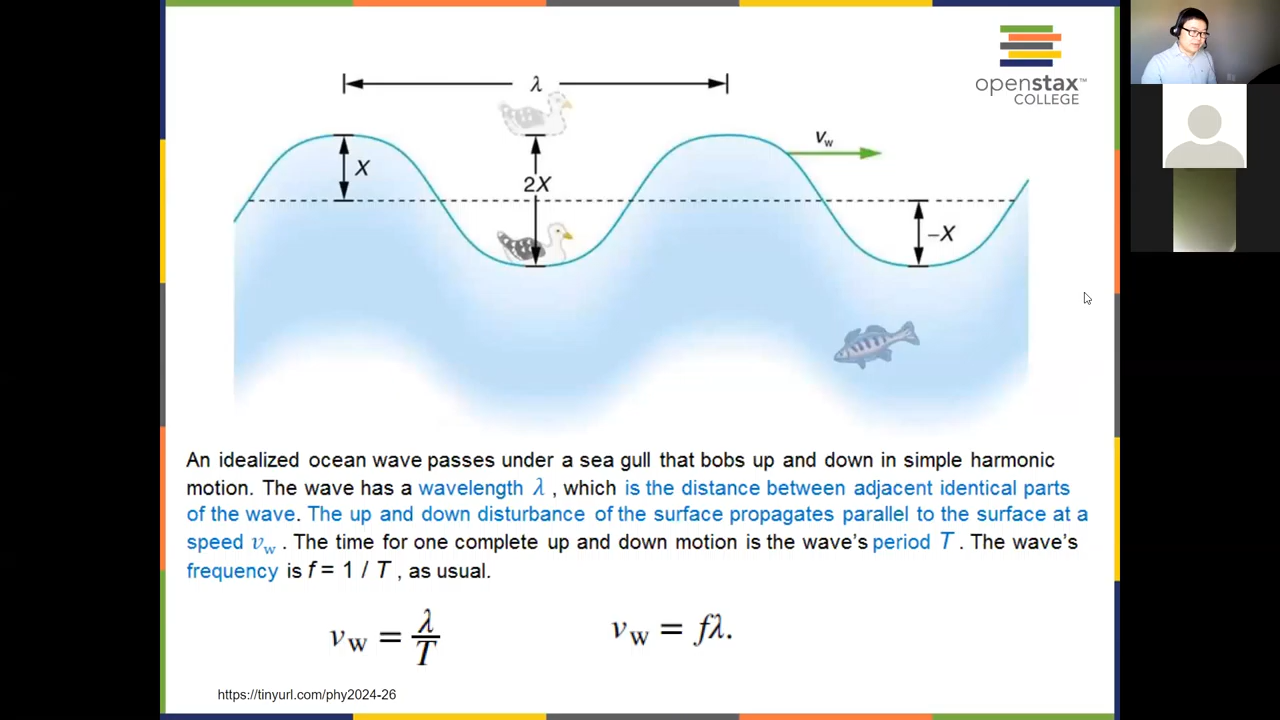 openstax™
COLLEGE
λ
X
2X
v_w
–X
An idealized ocean wave passes under a sea gull that bobs up and down in simple harmonic
motion. The wave has a wavelength λ , which is the distance between adjacent identical parts
of the wave. The up and down disturbance of the surface propagates parallel to the surface at a
speed v_w . The time for one complete up and down motion is the wave’s period T . The wave’s
frequency is f = 1 / T , as usual.
v_w = λ/T
v_w = fλ.
https://tinyurl.com/phy2024-26